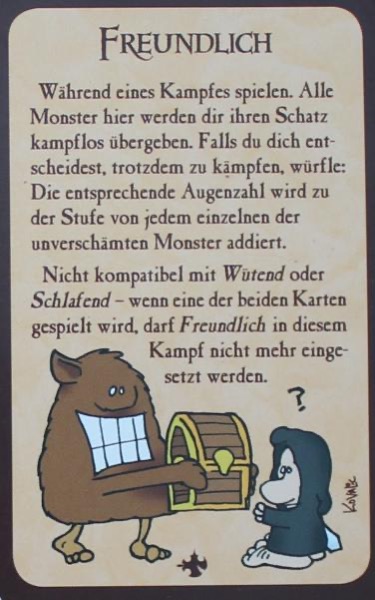 FREUNDLICH
Während eines Kampfes spielen. Alle
Monster hier werden dir ihren Schatz
kampflos übergeben. Falls du dich ent-
scheidest, trotzdem zu kämpfen, würfle:
Die entsprechende Augenzahl wird zu
der Stufe von jedem einzelnen der
unverschämten Monster addiert.
Nicht kompatibel mit Wütend oder
Schlafend – wenn eine der beiden Karten
gespielt wird, darf Freundlich in diesem
Kampf nicht mehr einge-
setzt werden.
?
KOVALIC